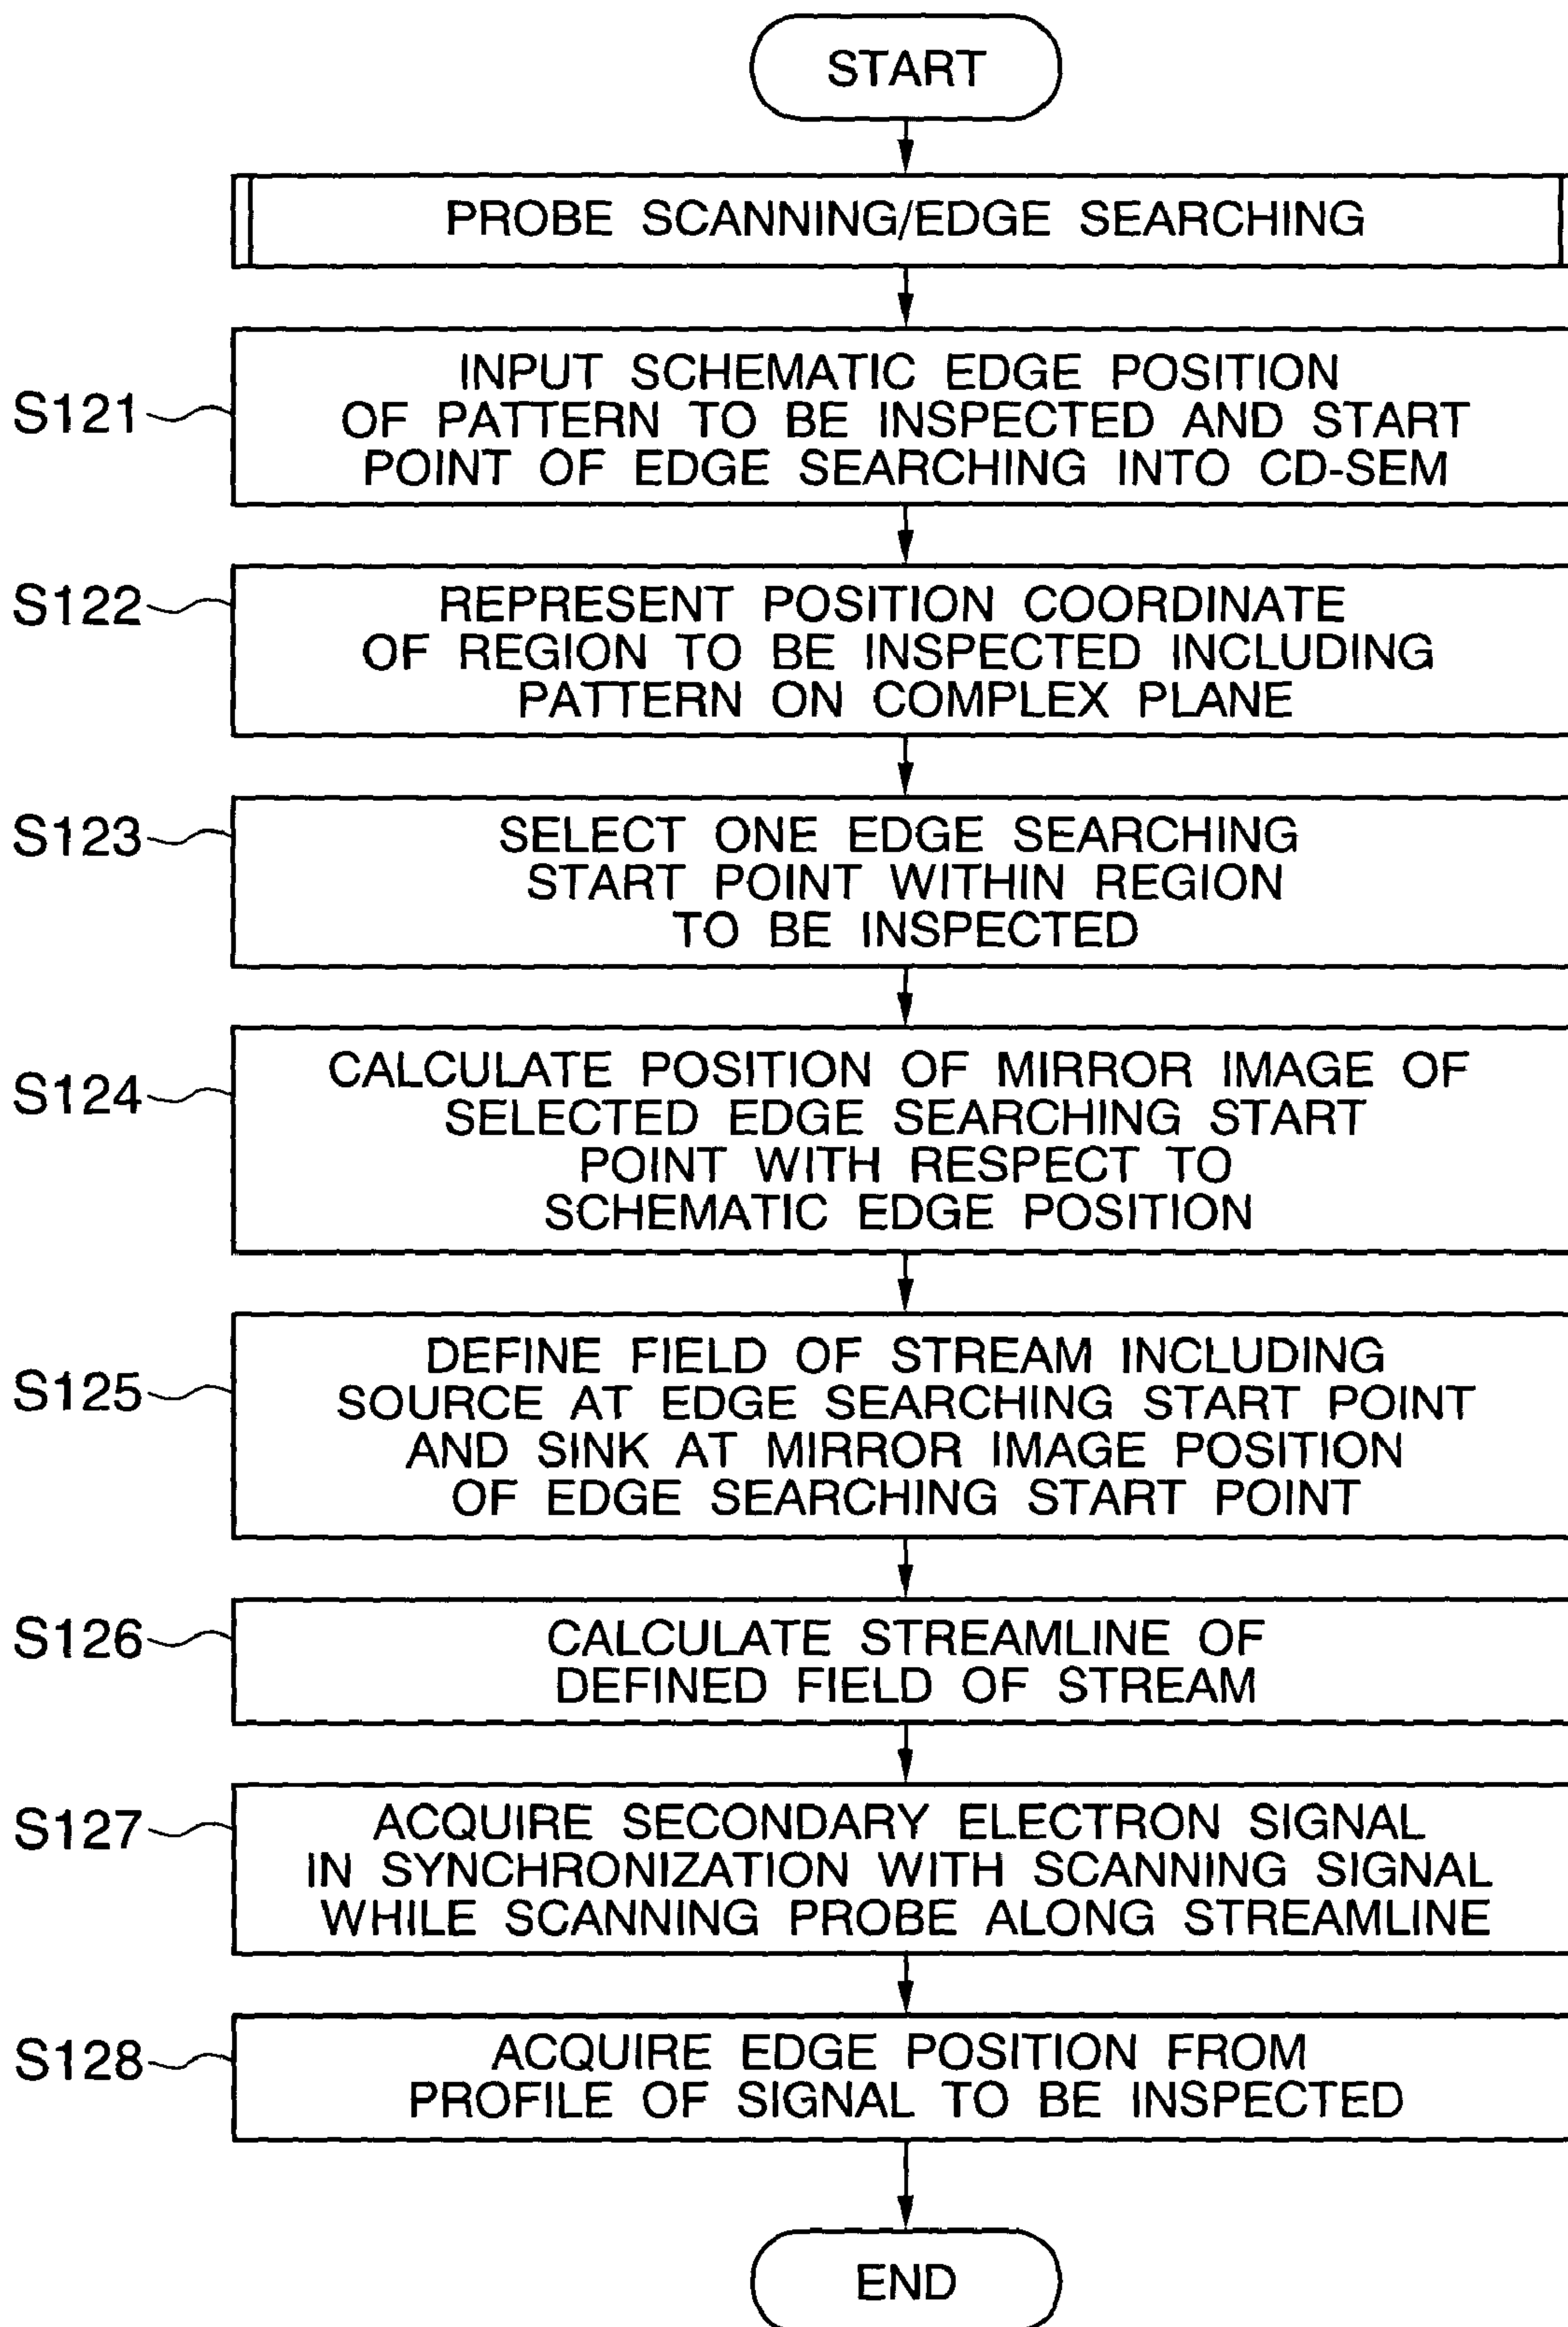 START
PROBE SCANNING/EDGE SEARCHING
S121
INPUT SCHEMATIC EDGE POSITION
OF PATTERN TO BE INSPECTED AND START
POINT OF EDGE SEARCHING INTO CD-SEM
S122
REPRESENT POSITION COORDINATE
OF REGION TO BE INSPECTED INCLUDING
PATTERN ON COMPLEX PLANE
S123
SELECT ONE EDGE SEARCHING
START POINT WITHIN REGION
TO BE INSPECTED
S124
CALCULATE POSITION OF MIRROR IMAGE OF
SELECTED EDGE SEARCHING START
POINT WITH RESPECT TO
SCHEMATIC EDGE POSITION
S125
DEFINE FIELD OF STREAM INCLUDING
SOURCE AT EDGE SEARCHING START POINT
AND SINK AT MIRROR IMAGE POSITION
OF EDGE SEARCHING START POINT
S126
CALCULATE STREAMLINE OF
DEFINED FIELD OF STREAM
S127
ACQUIRE SECONDARY ELECTRON SIGNAL
IN SYNCHRONIZATION WITH SCANNING SIGNAL
WHILE SCANNING PROBE ALONG STREAMLINE
S128
ACQUIRE EDGE POSITION FROM
PROFILE OF SIGNAL TO BE INSPECTED
END